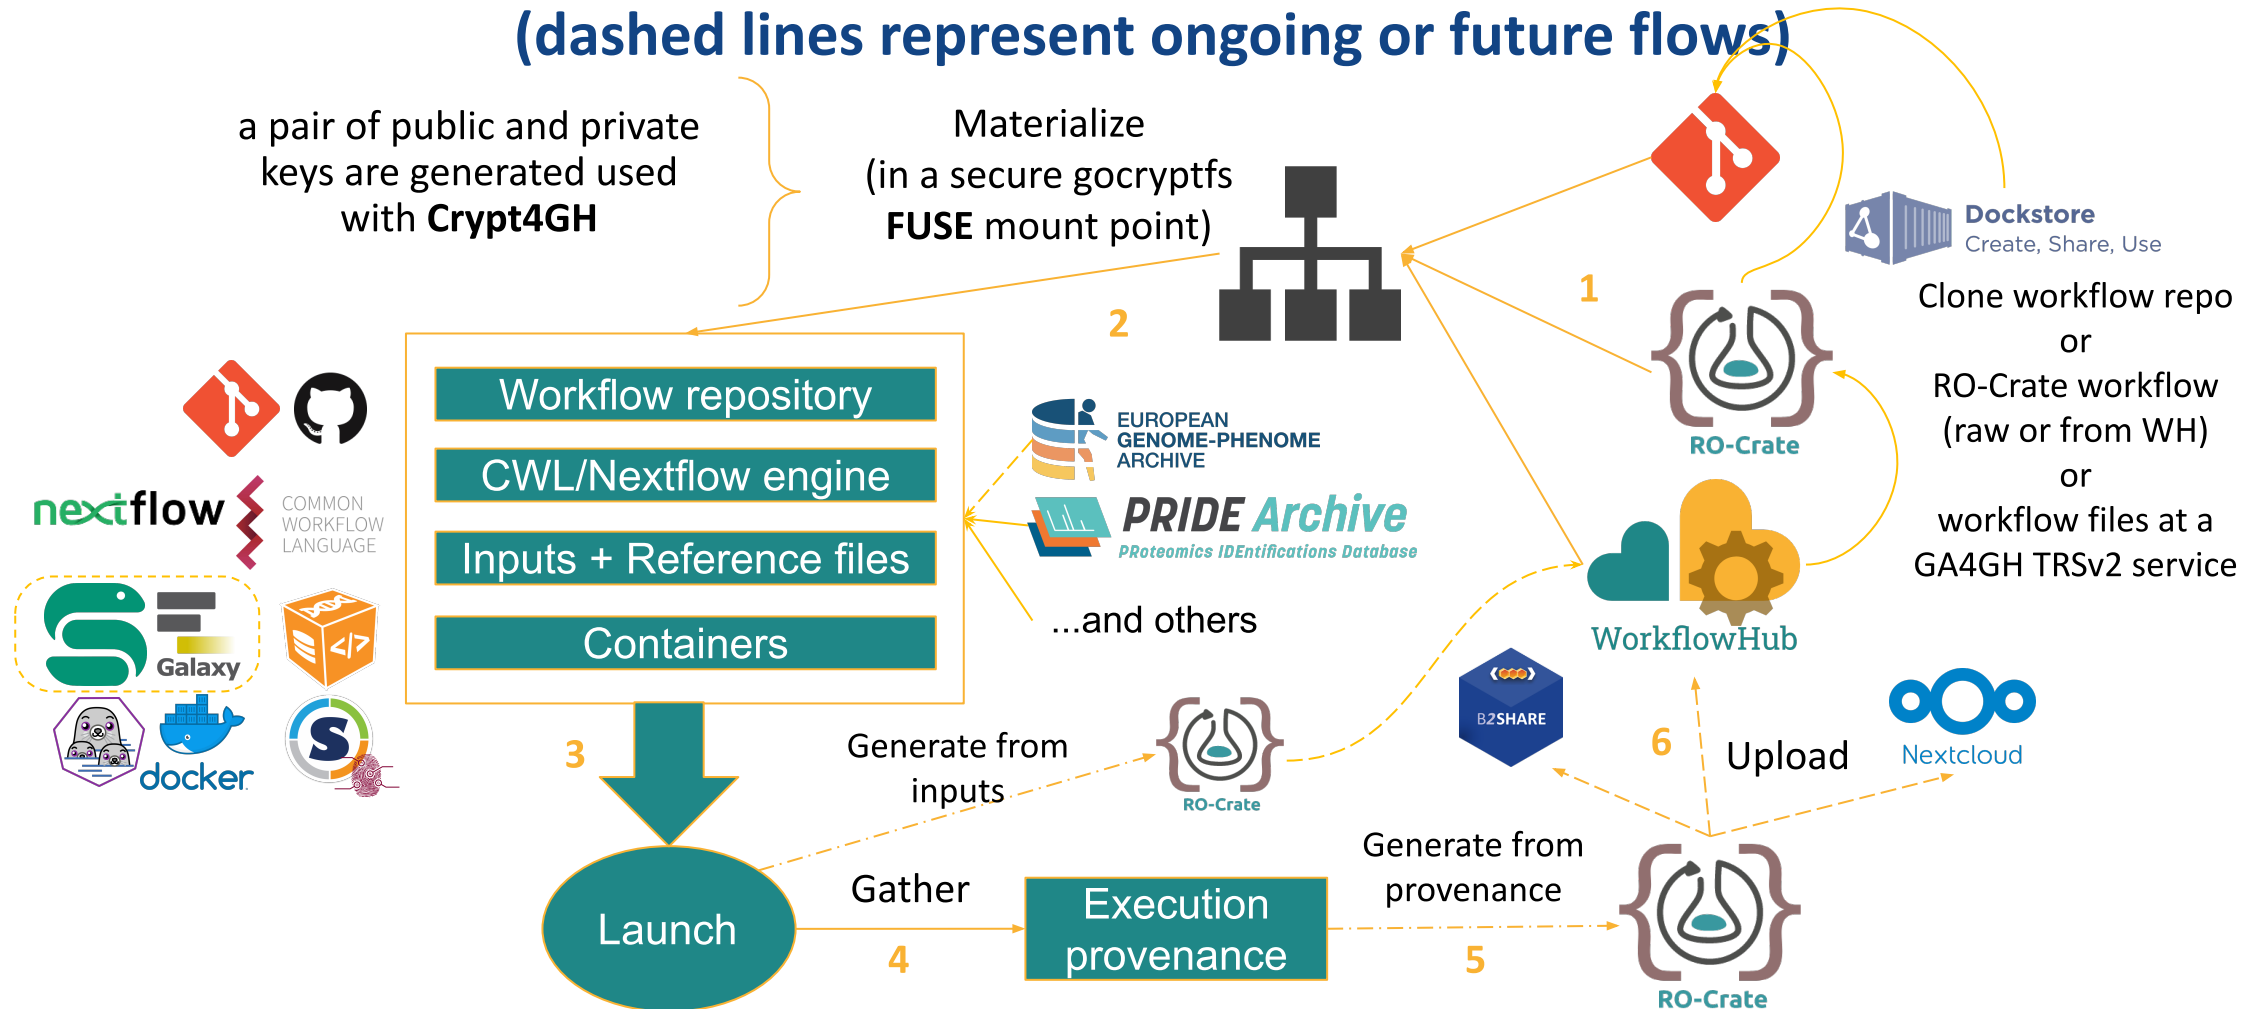 (dashed lines represent ongoing or future flows)
a pair of public and private
keys are generated used
with Crypt4GH
Materialize
(in a secure gocryptfs
FUSE mount point)
Dockstore
Create, Share, Use
1
2
Clone workflow repo
or
RO-Crate workflow
(raw or from WH)
or
workflow files at a
GA4GH TRSv2 service
RO-Crate
Workflow repository
CWL/Nextflow engine
Inputs + Reference files
Containers
EUROPEAN
GENOME-PHENOME
ARCHIVE
PRIDE Archive
PRoteomics IDEntifications Database
...and others
nextflow
COMMON
WORKFLOW
LANGUAGE
Galaxy
</>
docker
S
WorkflowHub
B2SHARE
Nextcloud
3
Generate from
inputs
RO-Crate
6
Upload
Launch
Gather
4
Execution
provenance
Generate from
provenance
5
RO-Crate